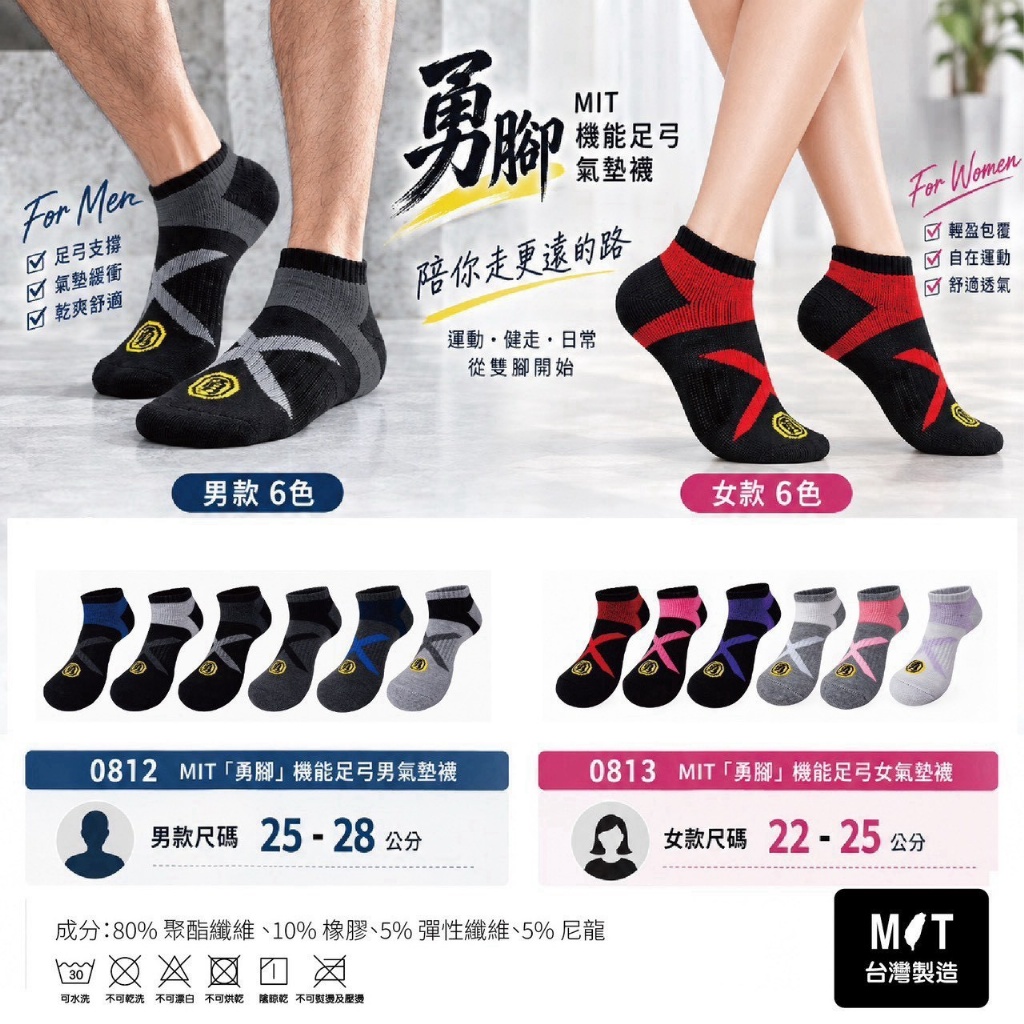 勇腳
MIT
機能足弓
氣墊襪
For Men
足弓支撐
氣墊緩衝
乾爽舒適
陪你走更遠的路
運動・健走・日常
從雙腳開始
For Women
輕盈包覆
自在運動
舒適透氣
男款 6色
女款 6色
0812 MIT「勇腳」機能足弓男氣墊襪
男款尺碼 25 - 28 公分
0813 MIT「勇腳」機能足弓女氣墊襪
女款尺碼 22 - 25 公分
成分:80% 聚酯纖維、10% 橡膠、5% 彈性纖維、5% 尼龍
30
可水洗 不可乾洗 不可漂白 不可烘乾 陰晾乾 不可熨燙及壓燙
MIT
台灣製造